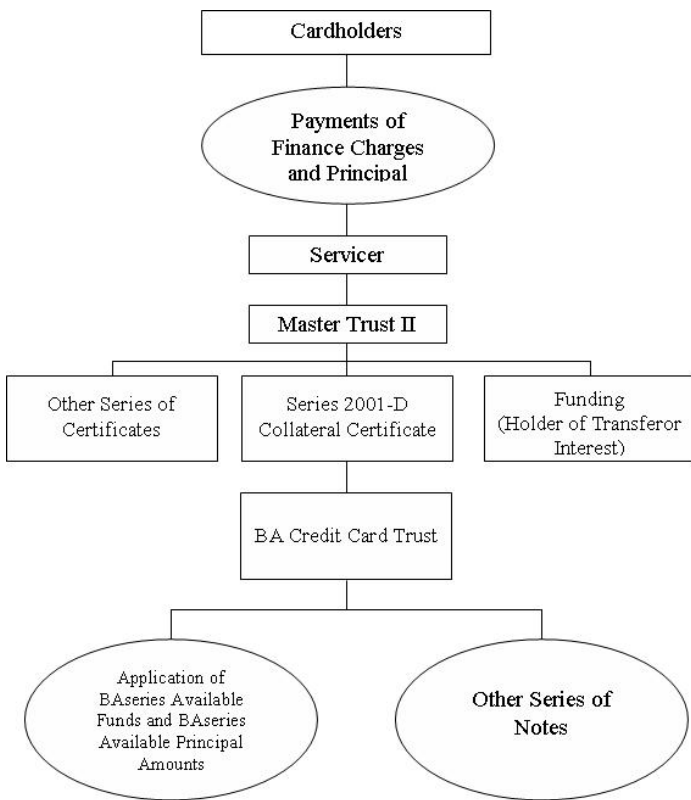 Cardholders
Payments of
Finance Charges
and Principal
Servicer
Master Trust II
Other Series of
Certificates
Series 2001-D
Collateral Certificate
Funding
(Holder of Transferor
Interest)
BA Credit Card Trust
Application of
BAseries Available
Funds and BAseries
Available Principal
Amounts
Other Series of
Notes